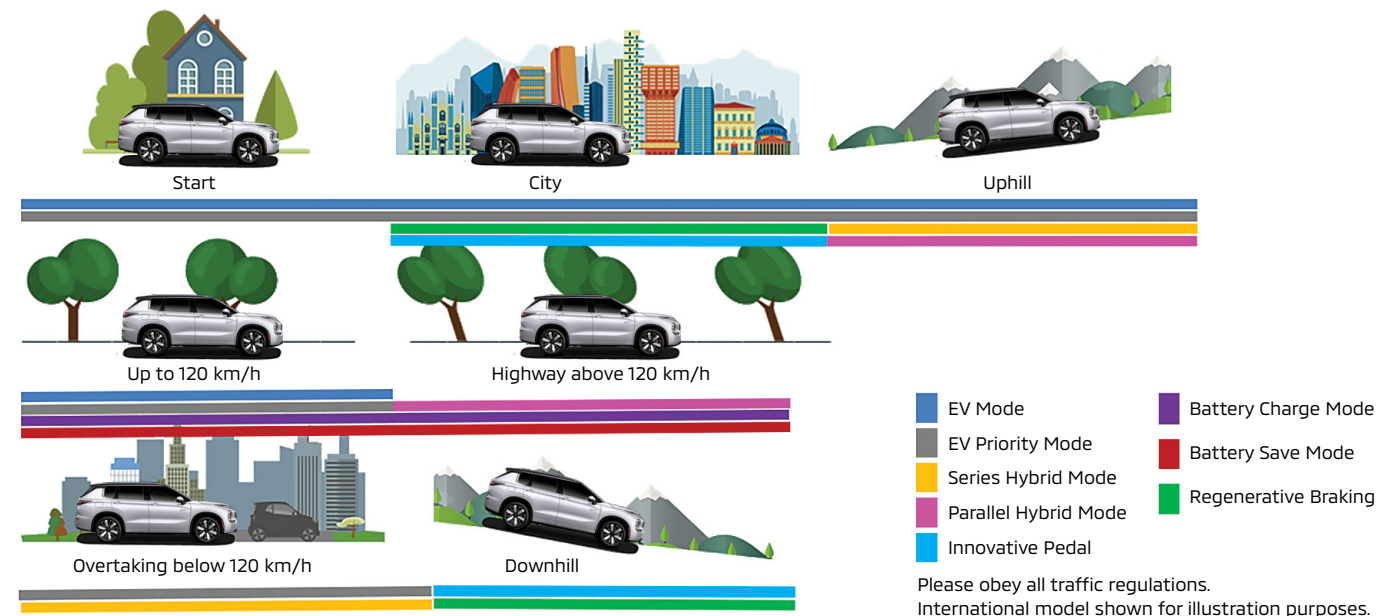 Start
City
Uphill
Up to 120 km/h
Highway above 120 km/h
Overtaking below 120 km/h
Downhill
EV Mode
EV Priority Mode
Series Hybrid Mode
Parallel Hybrid Mode
Innovative Pedal
Battery Charge Mode
Battery Save Mode
Regenerative Braking
Please obey all traffic regulations.
International model shown for illustration purposes.